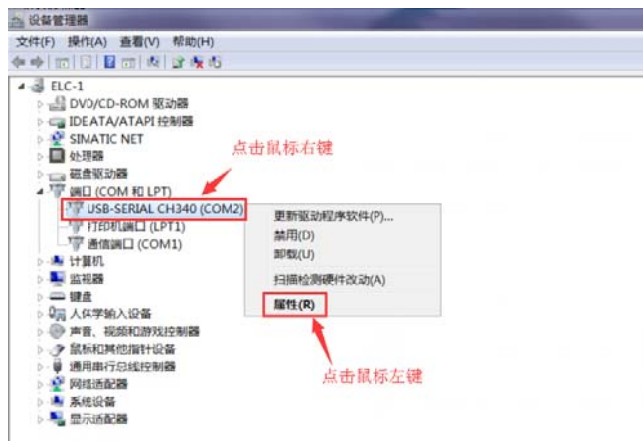 设备管理器
文件(F) 操作(A) 查看(V) 帮助(H)
ELC-1
DVD/CD-ROM 驱动器
IDEATA/ATAPI 控制器
SIMATIC NET
处理器
磁盘驱动器
端口 (COM 和 LPT)
USB-SERIAL CH340 (COM2)
打印机端口 (LPT1)
通信端口 (COM1)
计算机
监视器
键盘
人体学输入设备
声音、视频和游戏控制器
鼠标和其他指针设备
通用串行总线控制器
网络适配器
系统设备
显示适配器
点击鼠标右键
更新驱动程序软件(P)...
禁用(D)
卸载(U)
扫描检测硬件改动(A)
属性(R)
点击鼠标左键